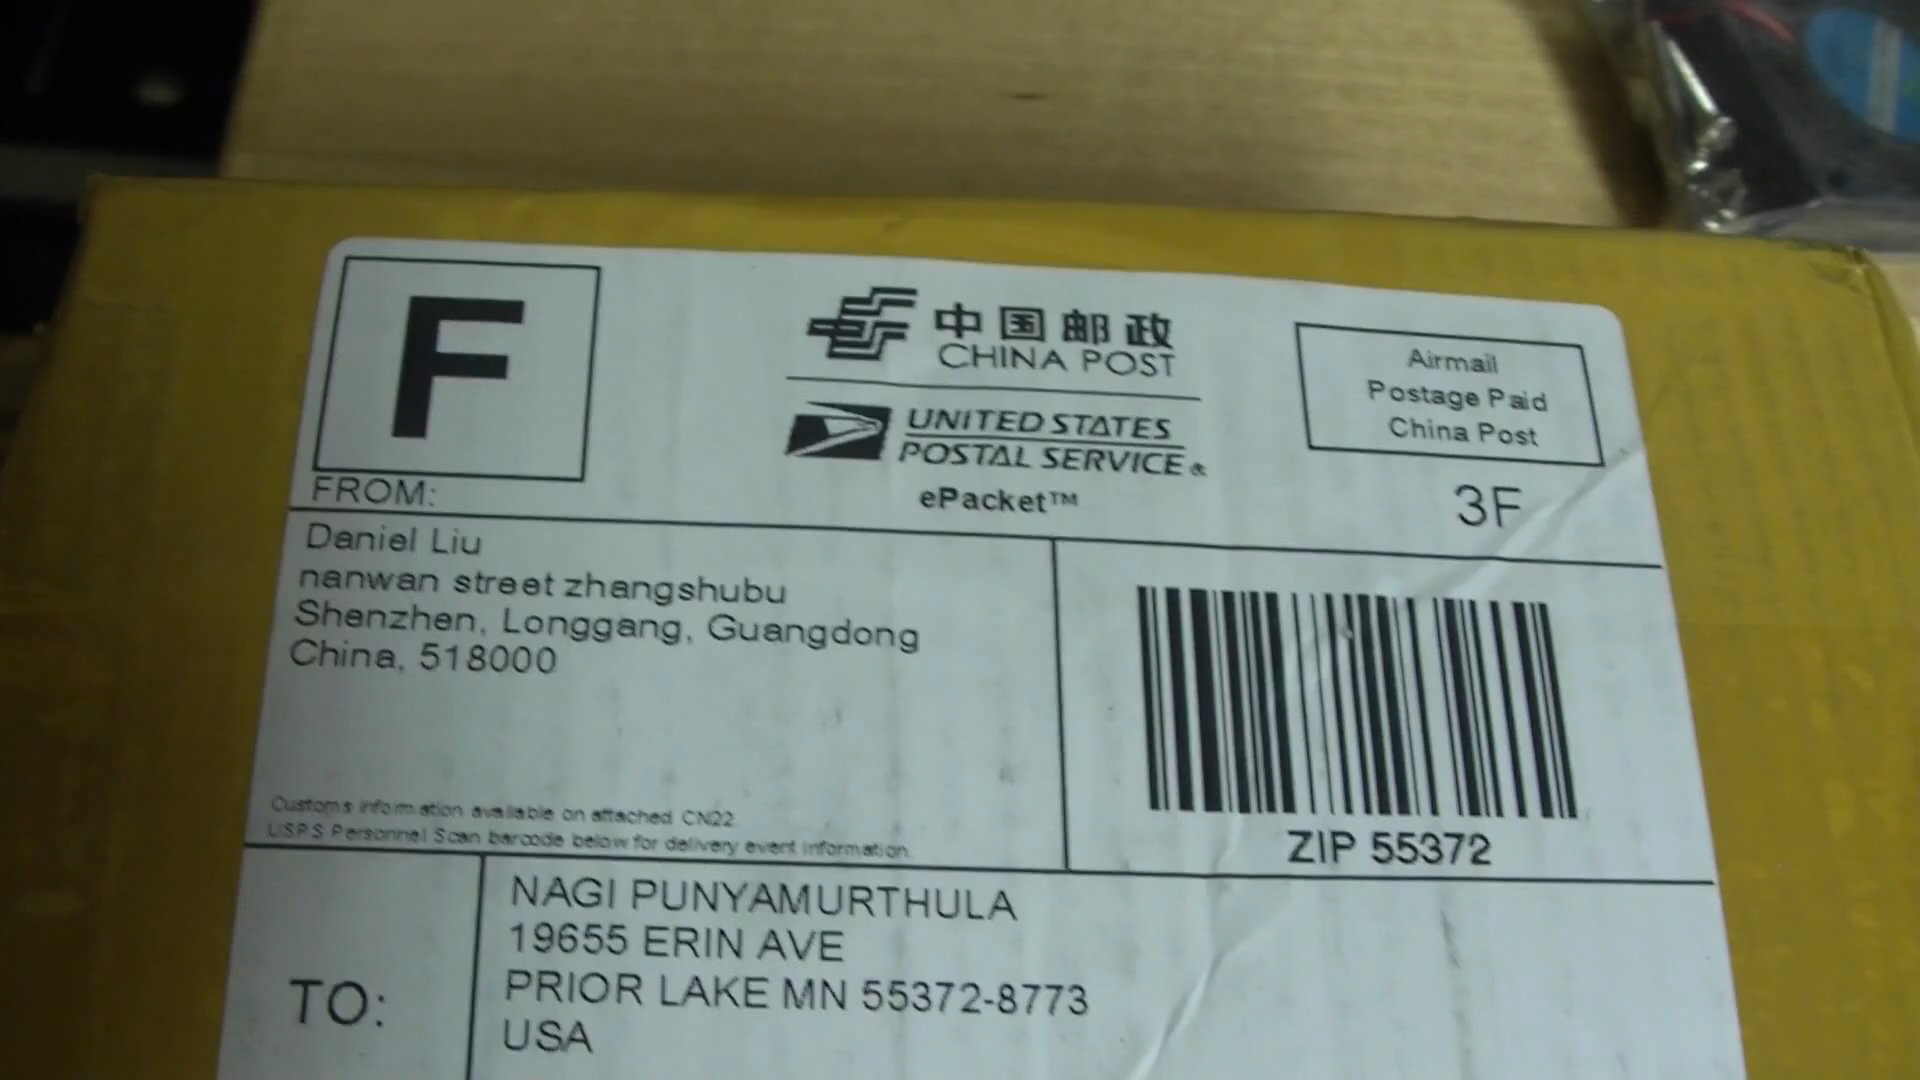 F
中国邮政
CHINA POST
UNITED STATES
POSTAL SERVICE
ePacket™
Airmail
Postage Paid
China Post
3F
FROM:
Daniel Liu
nanwan street zhangshubu
Shenzhen, Longgang, Guangdong
China, 518000
Customs information available on attached CN22.
USPS Personnel Scan barcode below for delivery event information.
ZIP 55372
TO:
NAGI PUNYAMURTHULA
19655 ERIN AVE
PRIOR LAKE MN 55372-8773
USA